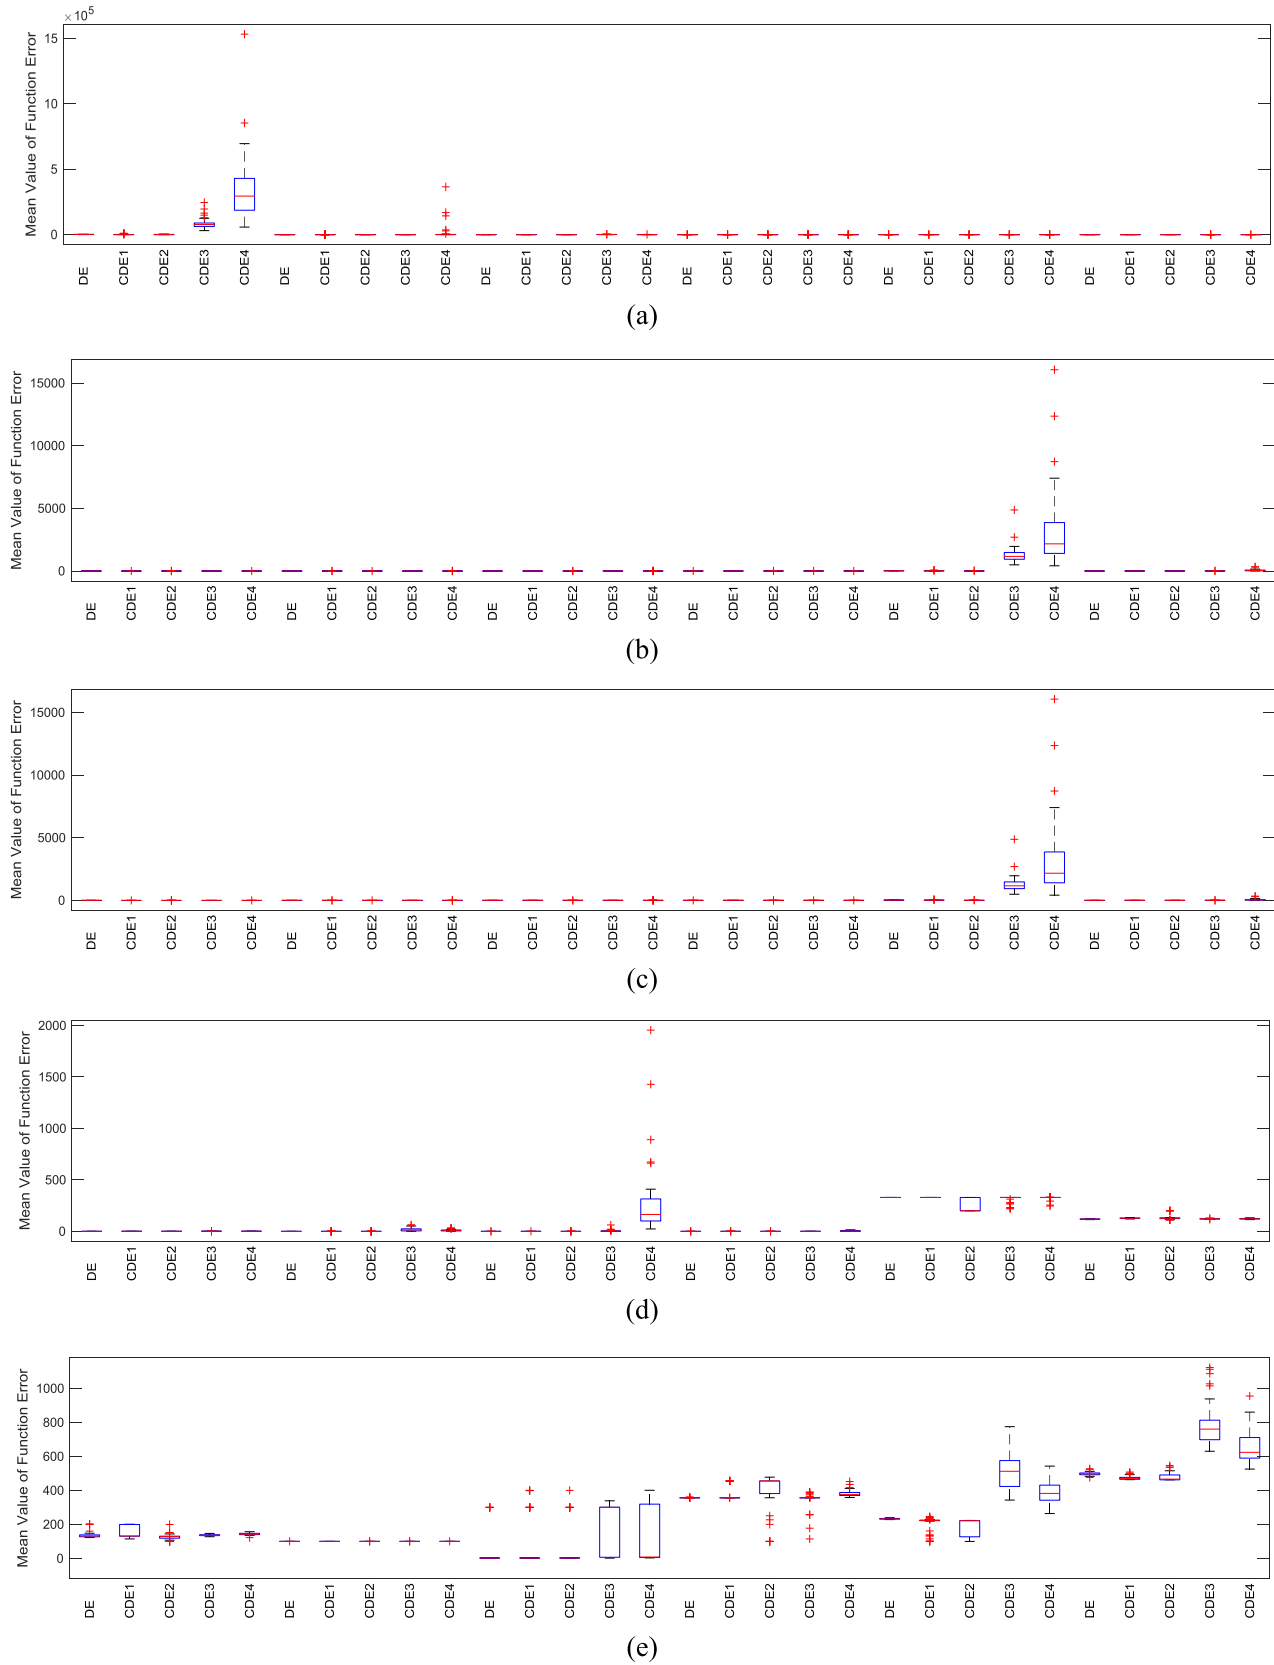 ×10^5
Mean Value of Function Error
15
10
5
0
DE CDE1 CDE2 CDE3 CDE4 DE CDE1 CDE2 CDE3 CDE4 DE CDE1 CDE2 CDE3 CDE4 DE CDE1 CDE2 CDE3 CDE4 DE CDE1 CDE2 CDE3 CDE4 DE CDE1 CDE2 CDE3 CDE4
(a)
Mean Value of Function Error
15000
10000
5000
0
DE CDE1 CDE2 CDE3 CDE4 DE CDE1 CDE2 CDE3 CDE4 DE CDE1 CDE2 CDE3 CDE4 DE CDE1 CDE2 CDE3 CDE4 DE CDE1 CDE2 CDE3 CDE4 DE CDE1 CDE2 CDE3 CDE4
(b)
Mean Value of Function Error
15000
10000
5000
0
DE CDE1 CDE2 CDE3 CDE4 DE CDE1 CDE2 CDE3 CDE4 DE CDE1 CDE2 CDE3 CDE4 DE CDE1 CDE2 CDE3 CDE4 DE CDE1 CDE2 CDE3 CDE4 DE CDE1 CDE2 CDE3 CDE4
(c)
Mean Value of Function Error
2000
1500
1000
500
0
DE CDE1 CDE2 CDE3 CDE4 DE CDE1 CDE2 CDE3 CDE4 DE CDE1 CDE2 CDE3 CDE4 DE CDE1 CDE2 CDE3 CDE4 DE CDE1 CDE2 CDE3 CDE4 DE CDE1 CDE2 CDE3 CDE4
(d)
Mean Value of Function Error
1000
800
600
400
200
0
DE CDE1 CDE2 CDE3 CDE4 DE CDE1 CDE2 CDE3 CDE4 DE CDE1 CDE2 CDE3 CDE4 DE CDE1 CDE2 CDE3 CDE4 DE CDE1 CDE2 CDE3 CDE4 DE CDE1 CDE2 CDE3 CDE4
(e)